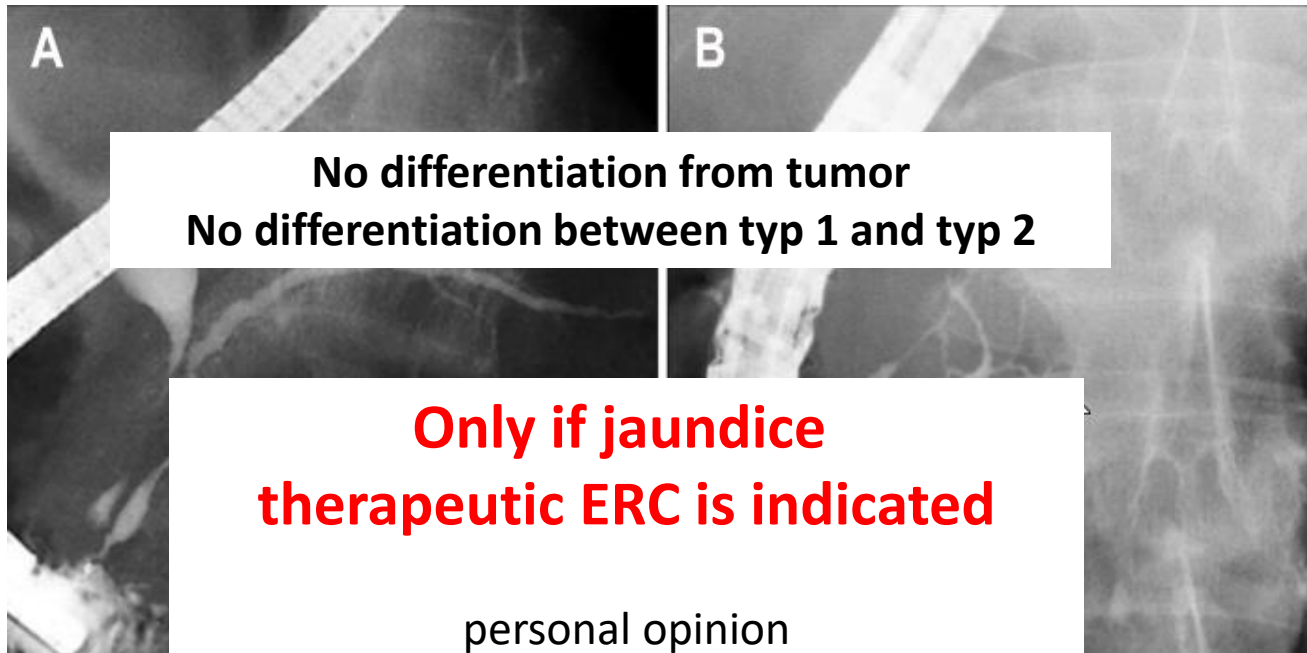 A
B
No differentiation from tumor
No differentiation between typ 1 and typ 2
Only if jaundice
therapeutic ERC is indicated
personal opinion